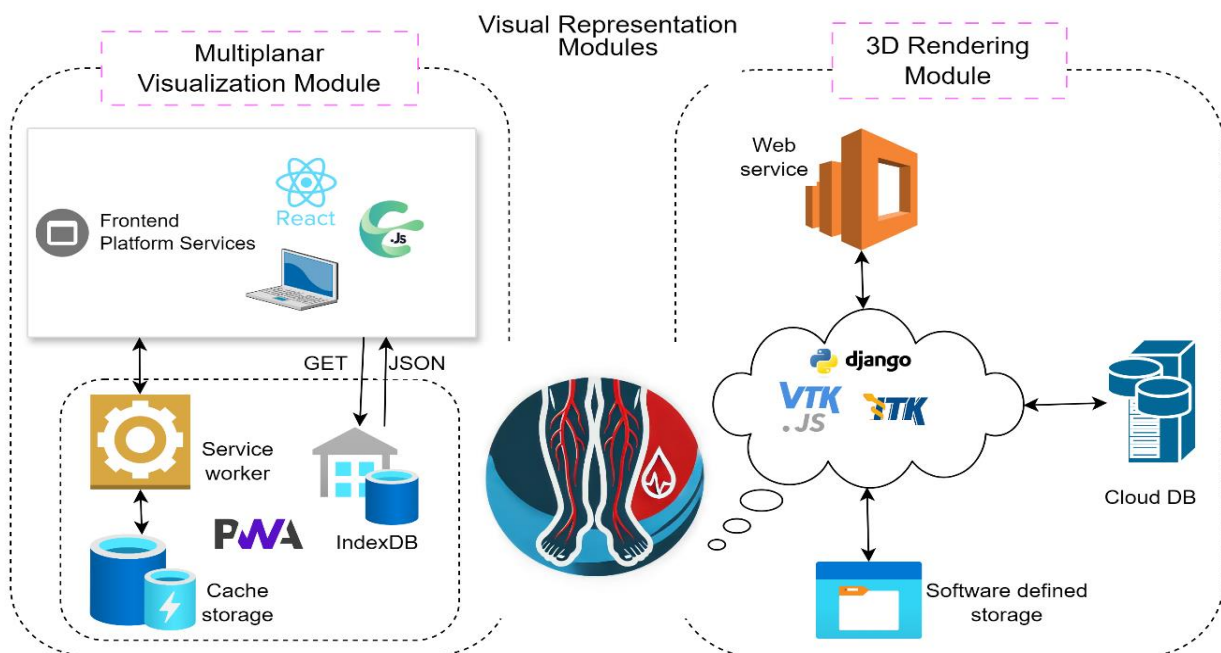 Visual Representation
Modules
Multiplanar
Visualization Module
Frontend
Platform Services
React
.Js
GET
JSON
Service
worker
PWA
IndexDB
Cache
storage
3D Rendering
Module
Web
service
django
VTK
.JS
ITK
Cloud DB
Software defined
storage